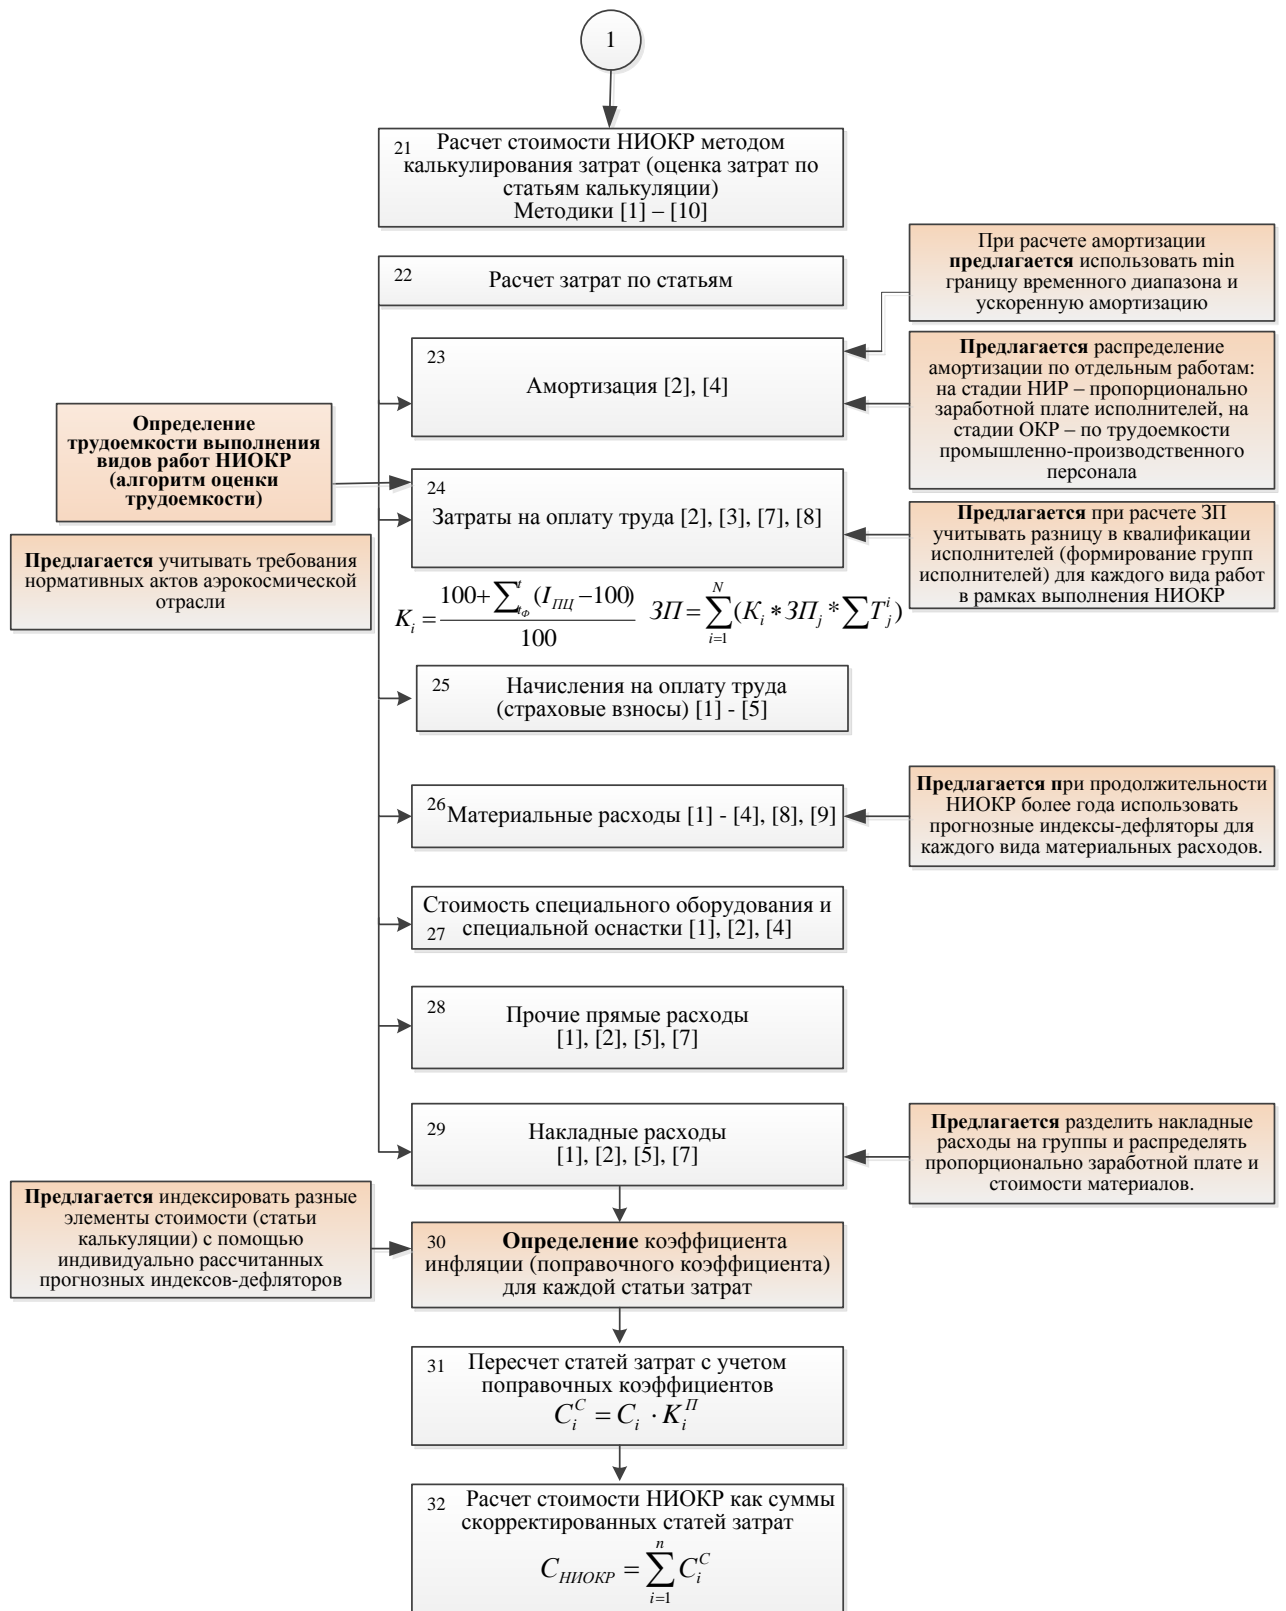 1
21 Расчет стоимости НИОКР методом
калькулирования затрат (оценка затрат по
статьям калькуляции)
Методики [1] – [10]
22 Расчет затрат по статьям
При расчете амортизации
предлагается использовать min
границу временного диапазона и
ускоренную амортизацию
23
Амортизация [2], [4]
Предлагается распределение
амортизации по отдельным работам:
на стадии НИР – пропорционально
заработной плате исполнителей, на
стадии ОКР – по трудоемкости
промышленно-производственного
персонала
Определение
трудоемкости выполнения
видов работ НИОКР
(алгоритм оценки
трудоемкости)
24
Затраты на оплату труда [2], [3], [7], [8]
Предлагается при расчете ЗП
учитывать разницу в квалификации
исполнителей (формирование групп
исполнителей) для каждого вида работ
в рамках выполнения НИОКР
Предлагается учитывать требования
нормативных актов аэрокосмической
отрасли
K_i = (100+∑_{t_Ф}^{t} (I_{ПЦ} −100))/100 ЗП = ∑_{i=1}^{N} (K_i * ЗП_j * ∑T_j^i)
25 Начисления на оплату труда
(страховые взносы) [1] - [5]
26 Материальные расходы [1] - [4], [8], [9]
Предлагается при продолжительности
НИОКР более года использовать
прогнозные индексы-дефляторы для
каждого вида материальных расходов.
Стоимость специального оборудования и
27 специальной оснастки [1], [2], [4]
28 Прочие прямые расходы
[1], [2], [5], [7]
29 Накладные расходы
[1], [2], [5], [7]
Предлагается разделить накладные
расходы на группы и распределять
пропорционально заработной плате и
стоимости материалов.
Предлагается индексировать разные
элементы стоимости (статьи
калькуляции) с помощью
индивидуально рассчитанных
прогнозных индексов-дефляторов
30 Определение коэффициента
инфляции (поправочного коэффициента)
для каждой статьи затрат
31 Пересчет статей затрат с учетом
поправочных коэффициентов
C_i^C = C_i · K_i^П
32 Расчет стоимости НИОКР как суммы
скорректированных статей затрат
C_{НИОКР} = ∑_{i=1}^{n} C_i^C